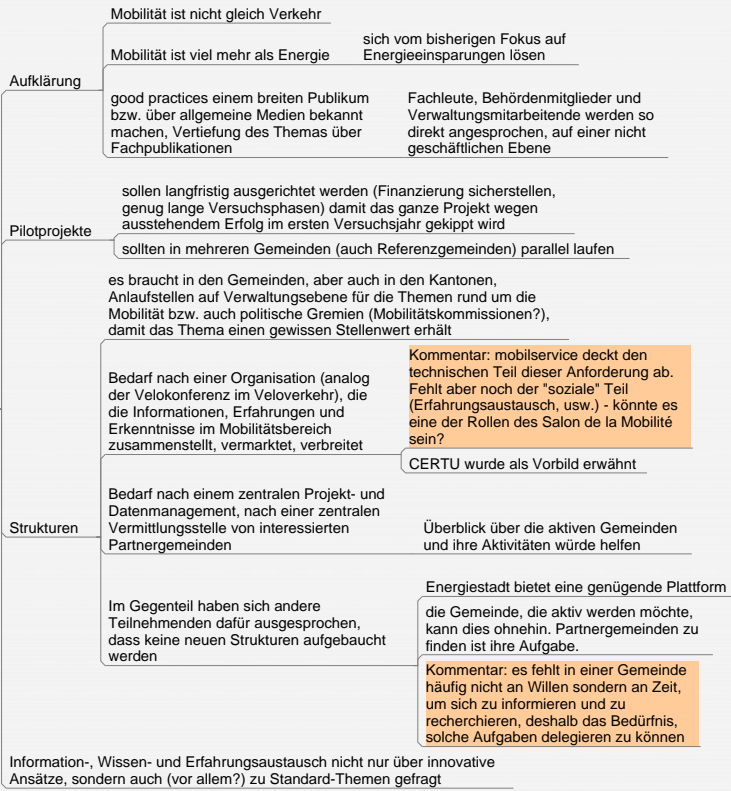 Mobilität ist nicht gleich Verkehr
Mobilität ist viel mehr als Energie
sich vom bisherigen Fokus auf
Energieeinsparungen lösen
Aufklärung
good practices einem breiten Publikum
bzw. über allgemeine Medien bekannt
machen, Vertiefung des Themas über
Fachpublikationen
Fachleute, Behördenmitglieder und
Verwaltungsmitarbeitende werden so
direkt angesprochen, auf einer nicht
geschäftlichen Ebene
sollen langfristig ausgerichtet werden (Finanzierung sicherstellen,
genug lange Versuchsphasen) damit das ganze Projekt wegen
ausstehendem Erfolg im ersten Versuchsjahr gekippt wird
Pilotprojekte
sollten in mehreren Gemeinden (auch Referenzgemeinden) parallel laufen
es braucht in den Gemeinden, aber auch in den Kantonen,
Anlaufstellen auf Verwaltungsebene für die Themen rund um die
Mobilität bzw. auch politische Gremien (Mobilitätskommissionen?),
damit das Thema einen gewissen Stellenwert erhält
Bedarf nach einer Organisation (analog
der Velokonferenz im Veloverkehr), die
die Informationen, Erfahrungen und
Erkenntnisse im Mobilitätsbereich
zusammenstellt, vermarktet, verbreitet
Kommentar: mobilservice deckt den
technischen Teil dieser Anforderung ab.
Fehlt aber noch der "soziale" Teil
(Erfahrungsaustausch, usw.) - könnte es
eine der Rollen des Salon de la Mobilité
sein?
CERTU wurde als Vorbild erwähnt
Strukturen
Bedarf nach einem zentralen Projekt- und
Datenmanagement, nach einer zentralen
Vermittlungsstelle von interessierten
Partnergemeinden
Überblick über die aktiven Gemeinden
und ihre Aktivitäten würde helfen
Im Gegenteil haben sich andere
Teilnehmenden dafür ausgesprochen,
dass keine neuen Strukturen aufgebaucht
werden
Energiestadt bietet eine genügende Plattform
die Gemeinde, die aktiv werden möchte,
kann dies ohnehin. Partnergemeinden zu
finden ist ihre Aufgabe.
Kommentar: es fehlt in einer Gemeinde
häufig nicht an Willen sondern an Zeit,
um sich zu informieren und zu
recherchieren, deshalb das Bedürfnis,
solche Aufgaben delegieren zu können
Information-, Wissen- und Erfahrungsaustausch nicht nur über innovative
Ansätze, sondern auch (vor allem?) zu Standard-Themen gefragt